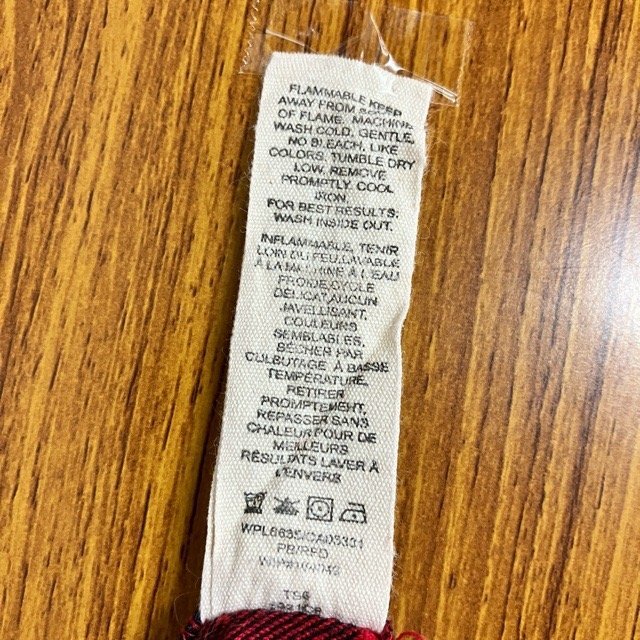 FLAMMABLE KEEP
AWAY FROM
OF FLAME, MACHINE
WASH COLD, GENTLE,
NO BLEACH, LIKE
COLORS, TUMBLE DRY
LOW, REMOVE
PROMPTLY, COOL
IRON.
FOR BEST RESULTS:
WASH INSIDE OUT.
INFLAMMABLE, TENIR
LOIN DU FEU,LAVABLE
À LA MACHINE À L'EAU
FROIDE,CYCLE
DÉLICAT,AUCUN
JAVELLISANT,
COULEURS
SEMBLABLES,
SÉCHER PAR
CULBUTAGE À BASSE
TEMPÉRATURE,
RETIRER
PROMPTEMENT,
REPASSER SANS
CHALEUR POUR DE
MEILLEURS
RÉSULTATS LAVER À
L'ENVERS
PB/RFD